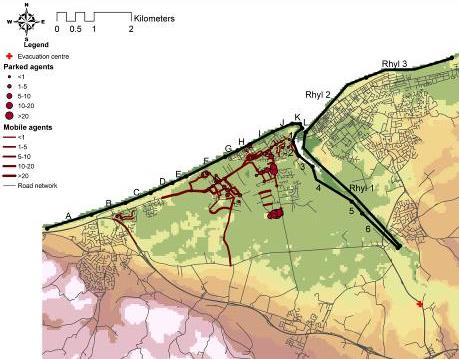 N
W E
S
Kilometers
0 0.5 1 2
Legend
Evacuation centre
Parked agents
<1
1-5
5-10
10-20
>20
Mobile agents
<1
1-5
5-10
10-20
>20
Road network
Rhyl 3
Rhyl 2
Rhyl 1
A B C D E F G H I J K L
3
4
5
6